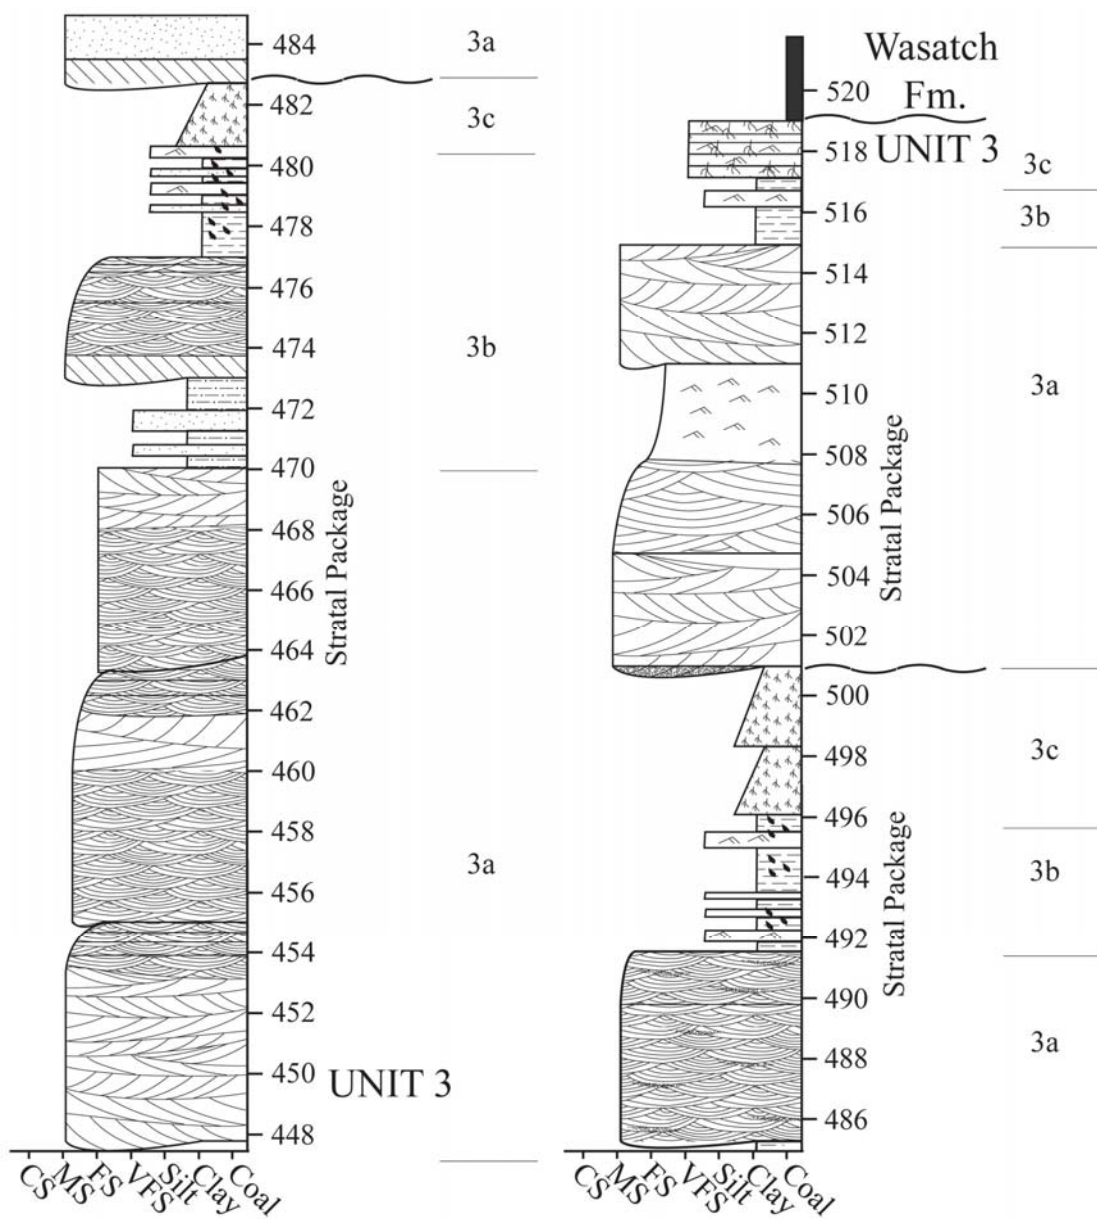 484
482
480
478
476
474
472
470
468
466
464
462
460
458
456
454
452
450
448
3a
3c
3b
3a
Stratal Package
UNIT 3
CS
MS
FS
VFS
Silt
Clay
Coal
Wasatch
Fm.
UNIT 3
520
518
516
514
512
510
508
506
504
502
500
498
496
494
492
490
488
486
3c
3b
3a
3c
3b
3a
Stratal Package
Stratal Package
CS
MS
FS
VFS
Silt
Clay
Coal